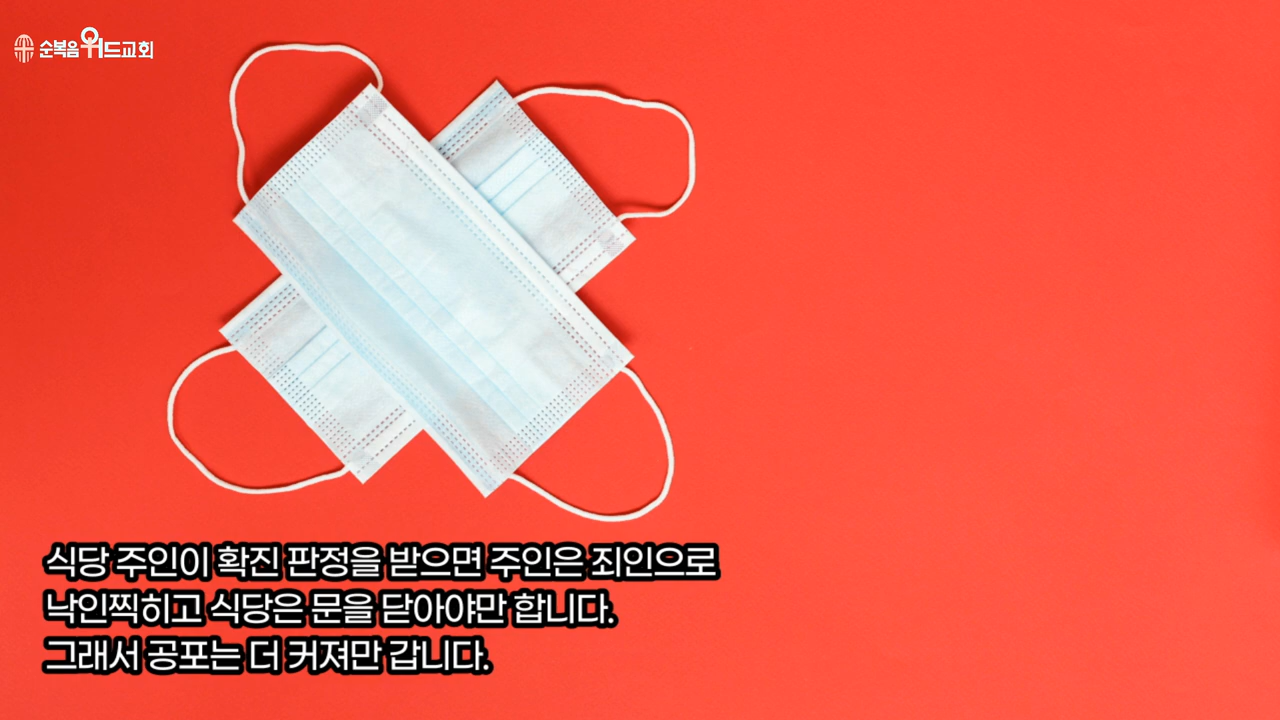 순복음위드교회
식당 주인이 확진 판정을 받으면 주인은 죄인으로
낙인찍히고 식당은 문을 닫아야만 합니다.
그래서 공포는 더 커져만 갑니다.